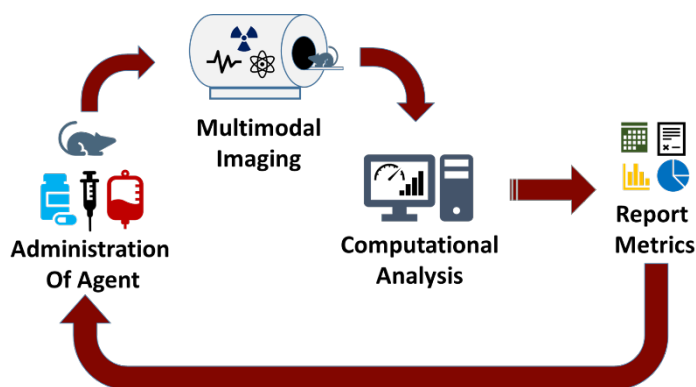 Multimodal
Imaging
Administration
Of Agent
Computational
Analysis
Report
Metrics